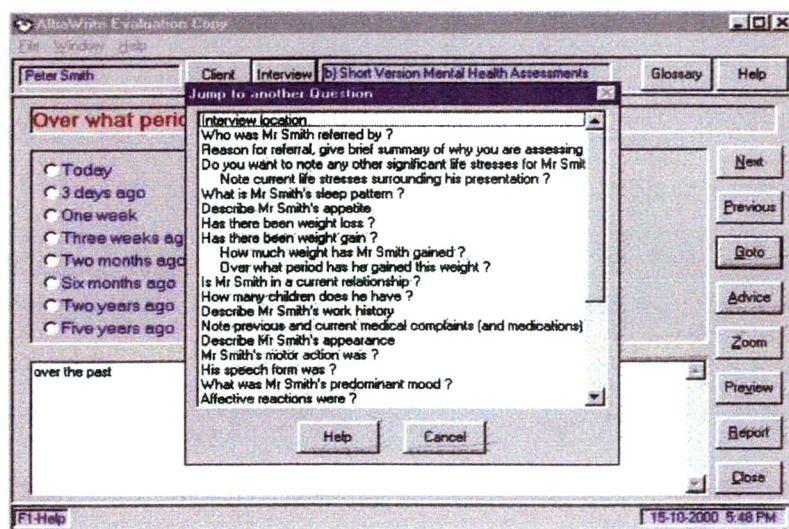 AlbaWrite Evaluation Copy
File Window Help
Peter Smith Client Interview b) Short Version Mental Health Assessments Glossary Help
Jump to another Question
Over what perio
Interview location
Who was Mr Smith referred by ?
Reason for referral, give brief summary of why you are assessing
Do you want to note any other significant life stresses for Mr Smit
Note current life stresses surrounding his presentation ?
What is Mr Smith's sleep pattern ?
Describe Mr Smith's appetite
Has there been weight loss ?
Has there been weight gain ?
How much weight has Mr Smith gained ?
Over what period has he gained this weight ?
Is Mr Smith in a current relationship ?
How many children does he have ?
Describe Mr Smith's work history
Note previous and current medical complaints (and medications)
Describe Mr Smith's appearance
Mr Smith's motor action was ?
His speech form was ?
What was Mr Smith's predominant mood ?
Affective reactions were ?
Help Cancel
Today
3 days ago
One week
Three weeks ag
Two months ago
Six months ago
Two years ago
Five years ago
over the past
Next
Previous
Goto
Advice
Zoom
Preview
Report
Close
F1-Help 15-10-2000 5:48 PM